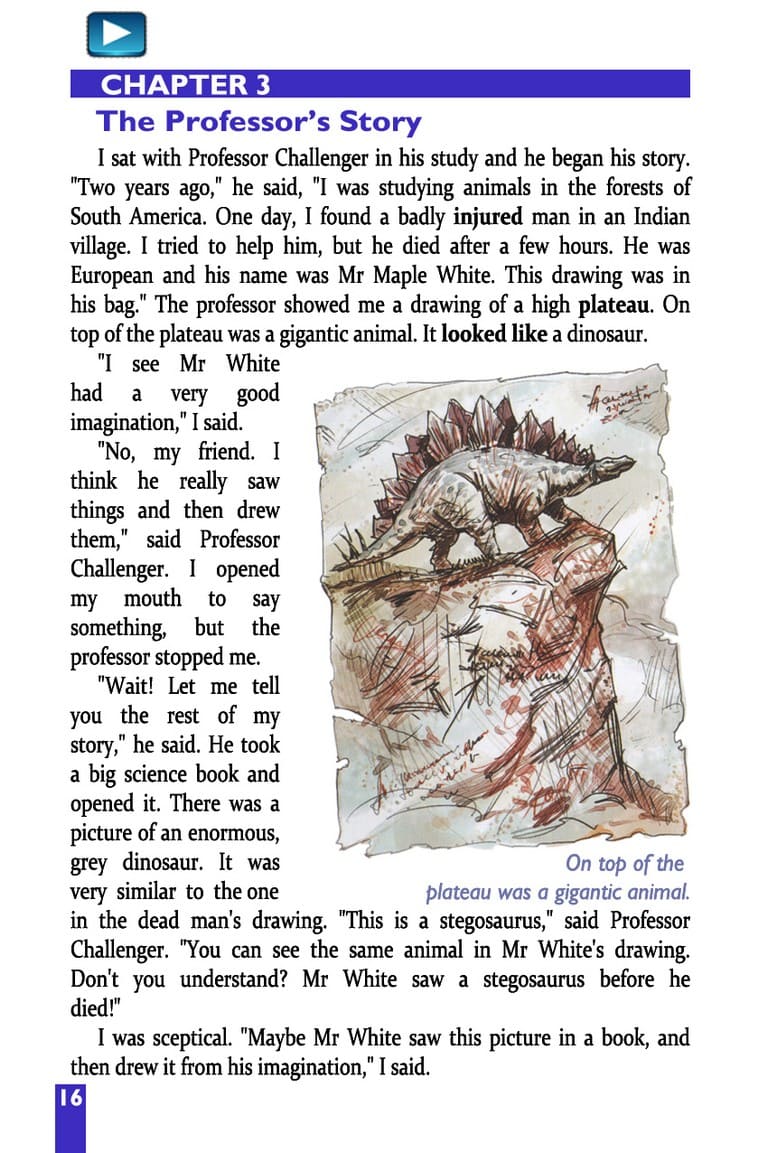 CHAPTER 3
The Professor's Story
I sat with Professor Challenger in his study and he began his story.
"Two years ago," he said, "I was studying animals in the forests of
South America. One day, I found a badly injured man in an Indian
village. I tried to help him, but he died after a few hours. He was
European and his name was Mr Maple White. This drawing was in
his bag." The professor showed me a drawing of a high plateau. On
top of the plateau was a gigantic animal. It looked like a dinosaur.
"I see Mr White
had a very good
imagination," I said.
"No, my friend. I
think he really saw
things and then drew
them," said Professor
Challenger. I opened
my mouth to say
something, but the
professor stopped me.
"Wait! Let me tell
you the rest of my
story," he said. He took
a big science book and
opened it. There was a
picture of an enormous,
grey dinosaur. It was
very similar to the one
On top of the
plateau was a gigantic animal.
in the dead man's drawing. "This is a stegosaurus," said Professor
Challenger. "You can see the same animal in Mr White's drawing.
Don't you understand? Mr White saw a stegosaurus before he
died!"
I was sceptical. "Maybe Mr White saw this picture in a book, and
then drew it from his imagination," I said.
16